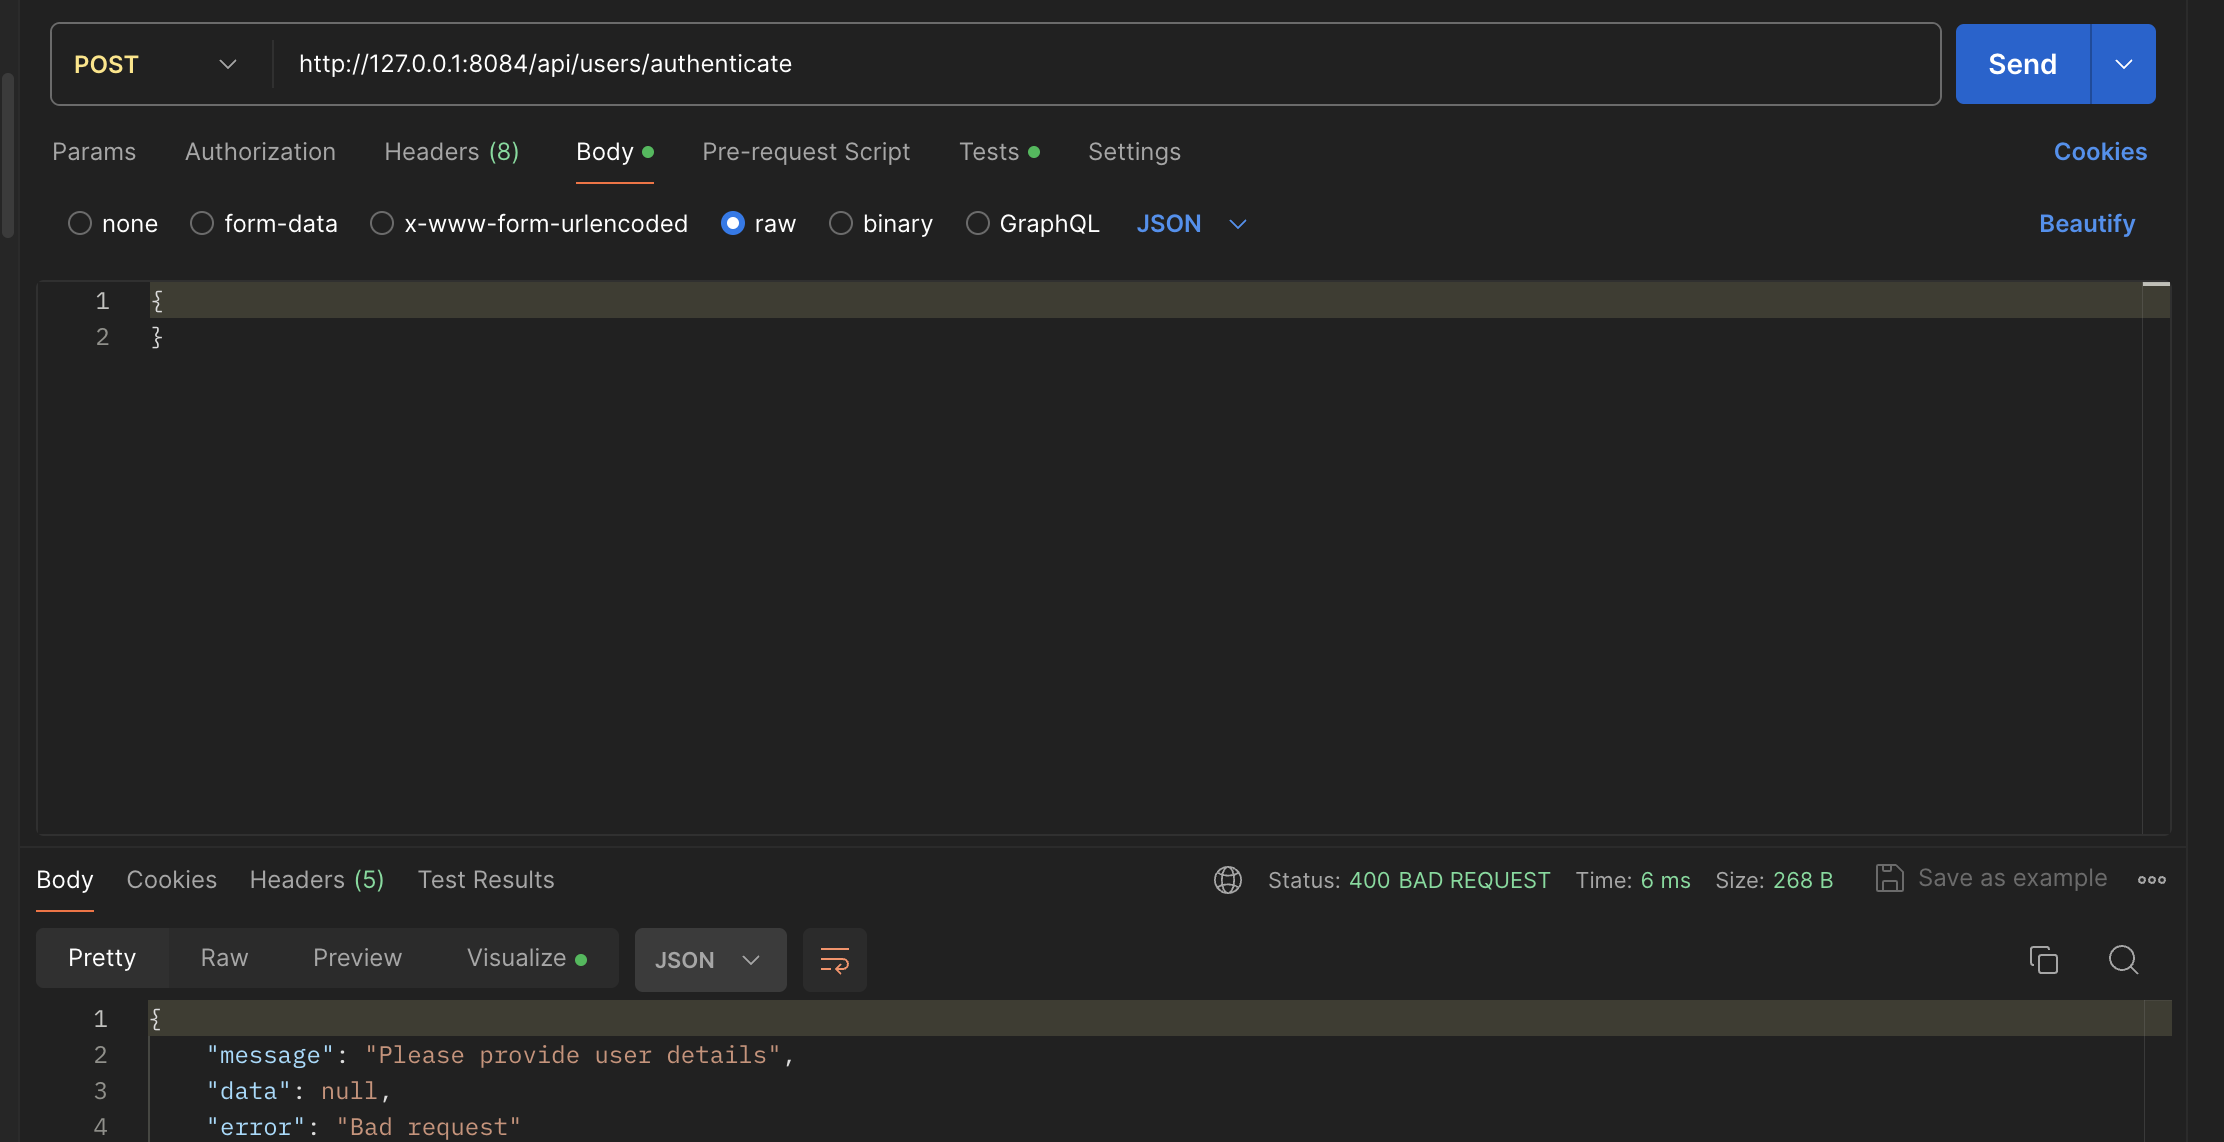 POST http://127.0.0.1:8084/api/users/authenticate Send
Params Authorization Headers (8) Body Pre-request Script Tests Settings Cookies
none form-data x-www-form-urlencoded raw binary GraphQL JSON Beautify
1 {
2 }
Body Cookies Headers (5) Test Results Status: 400 BAD REQUEST Time: 6 ms Size: 268 B Save as example
Pretty Raw Preview Visualize JSON
1 {
2 "message": "Please provide user details",
3 "data": null,
4 "error": "Bad request"